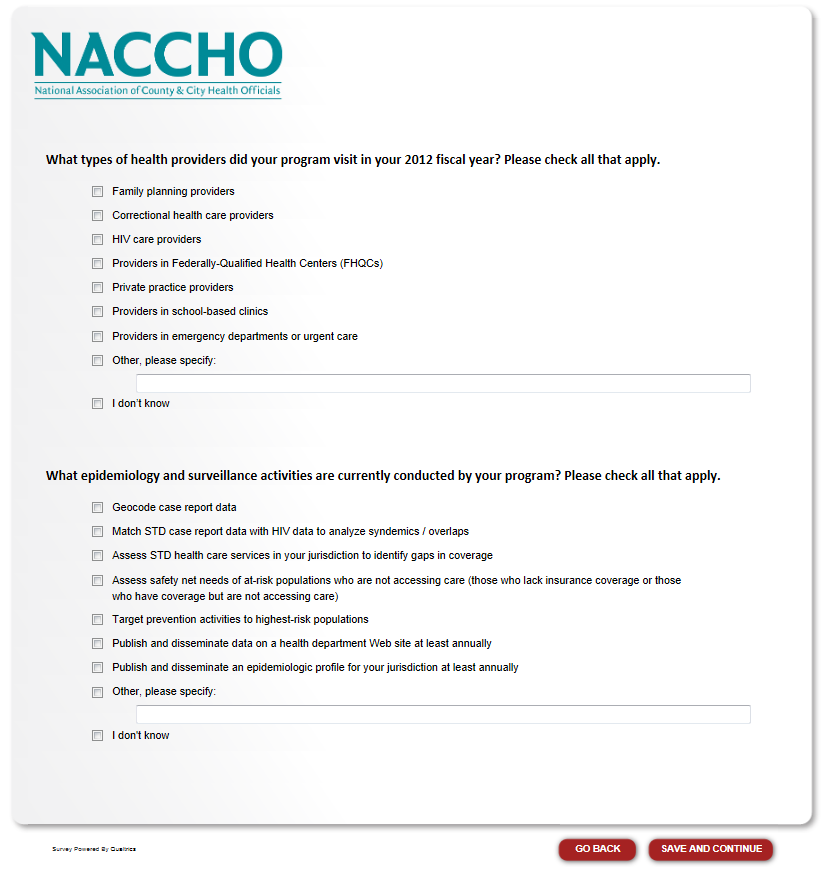 NACCHO
National Association of County & City Health Officials
What types of health providers did your program visit in your 2012 fiscal year? Please check all that apply.
Family planning providers
Correctional health care providers
HIV care providers
Providers in Federally-Qualified Health Centers (FHQCs)
Private practice providers
Providers in school-based clinics
Providers in emergency departments or urgent care
Other, please specify:
I don't know
What epidemiology and surveillance activities are currently conducted by your program? Please check all that apply.
Geocode case report data
Match STD case report data with HIV data to analyze syndemics / overlaps
Assess STD health care services in your jurisdiction to identify gaps in coverage
Assess safety net needs of at-risk populations who are not accessing care (those who lack insurance coverage or those
who have coverage but are not accessing care)
Target prevention activities to highest-risk populations
Publish and disseminate data on a health department Web site at least annually
Publish and disseminate an epidemiologic profile for your jurisdiction at least annually
Other, please specify:
I don't know
Survey Powered By Qualtrics
GO BACK
SAVE AND CONTINUE